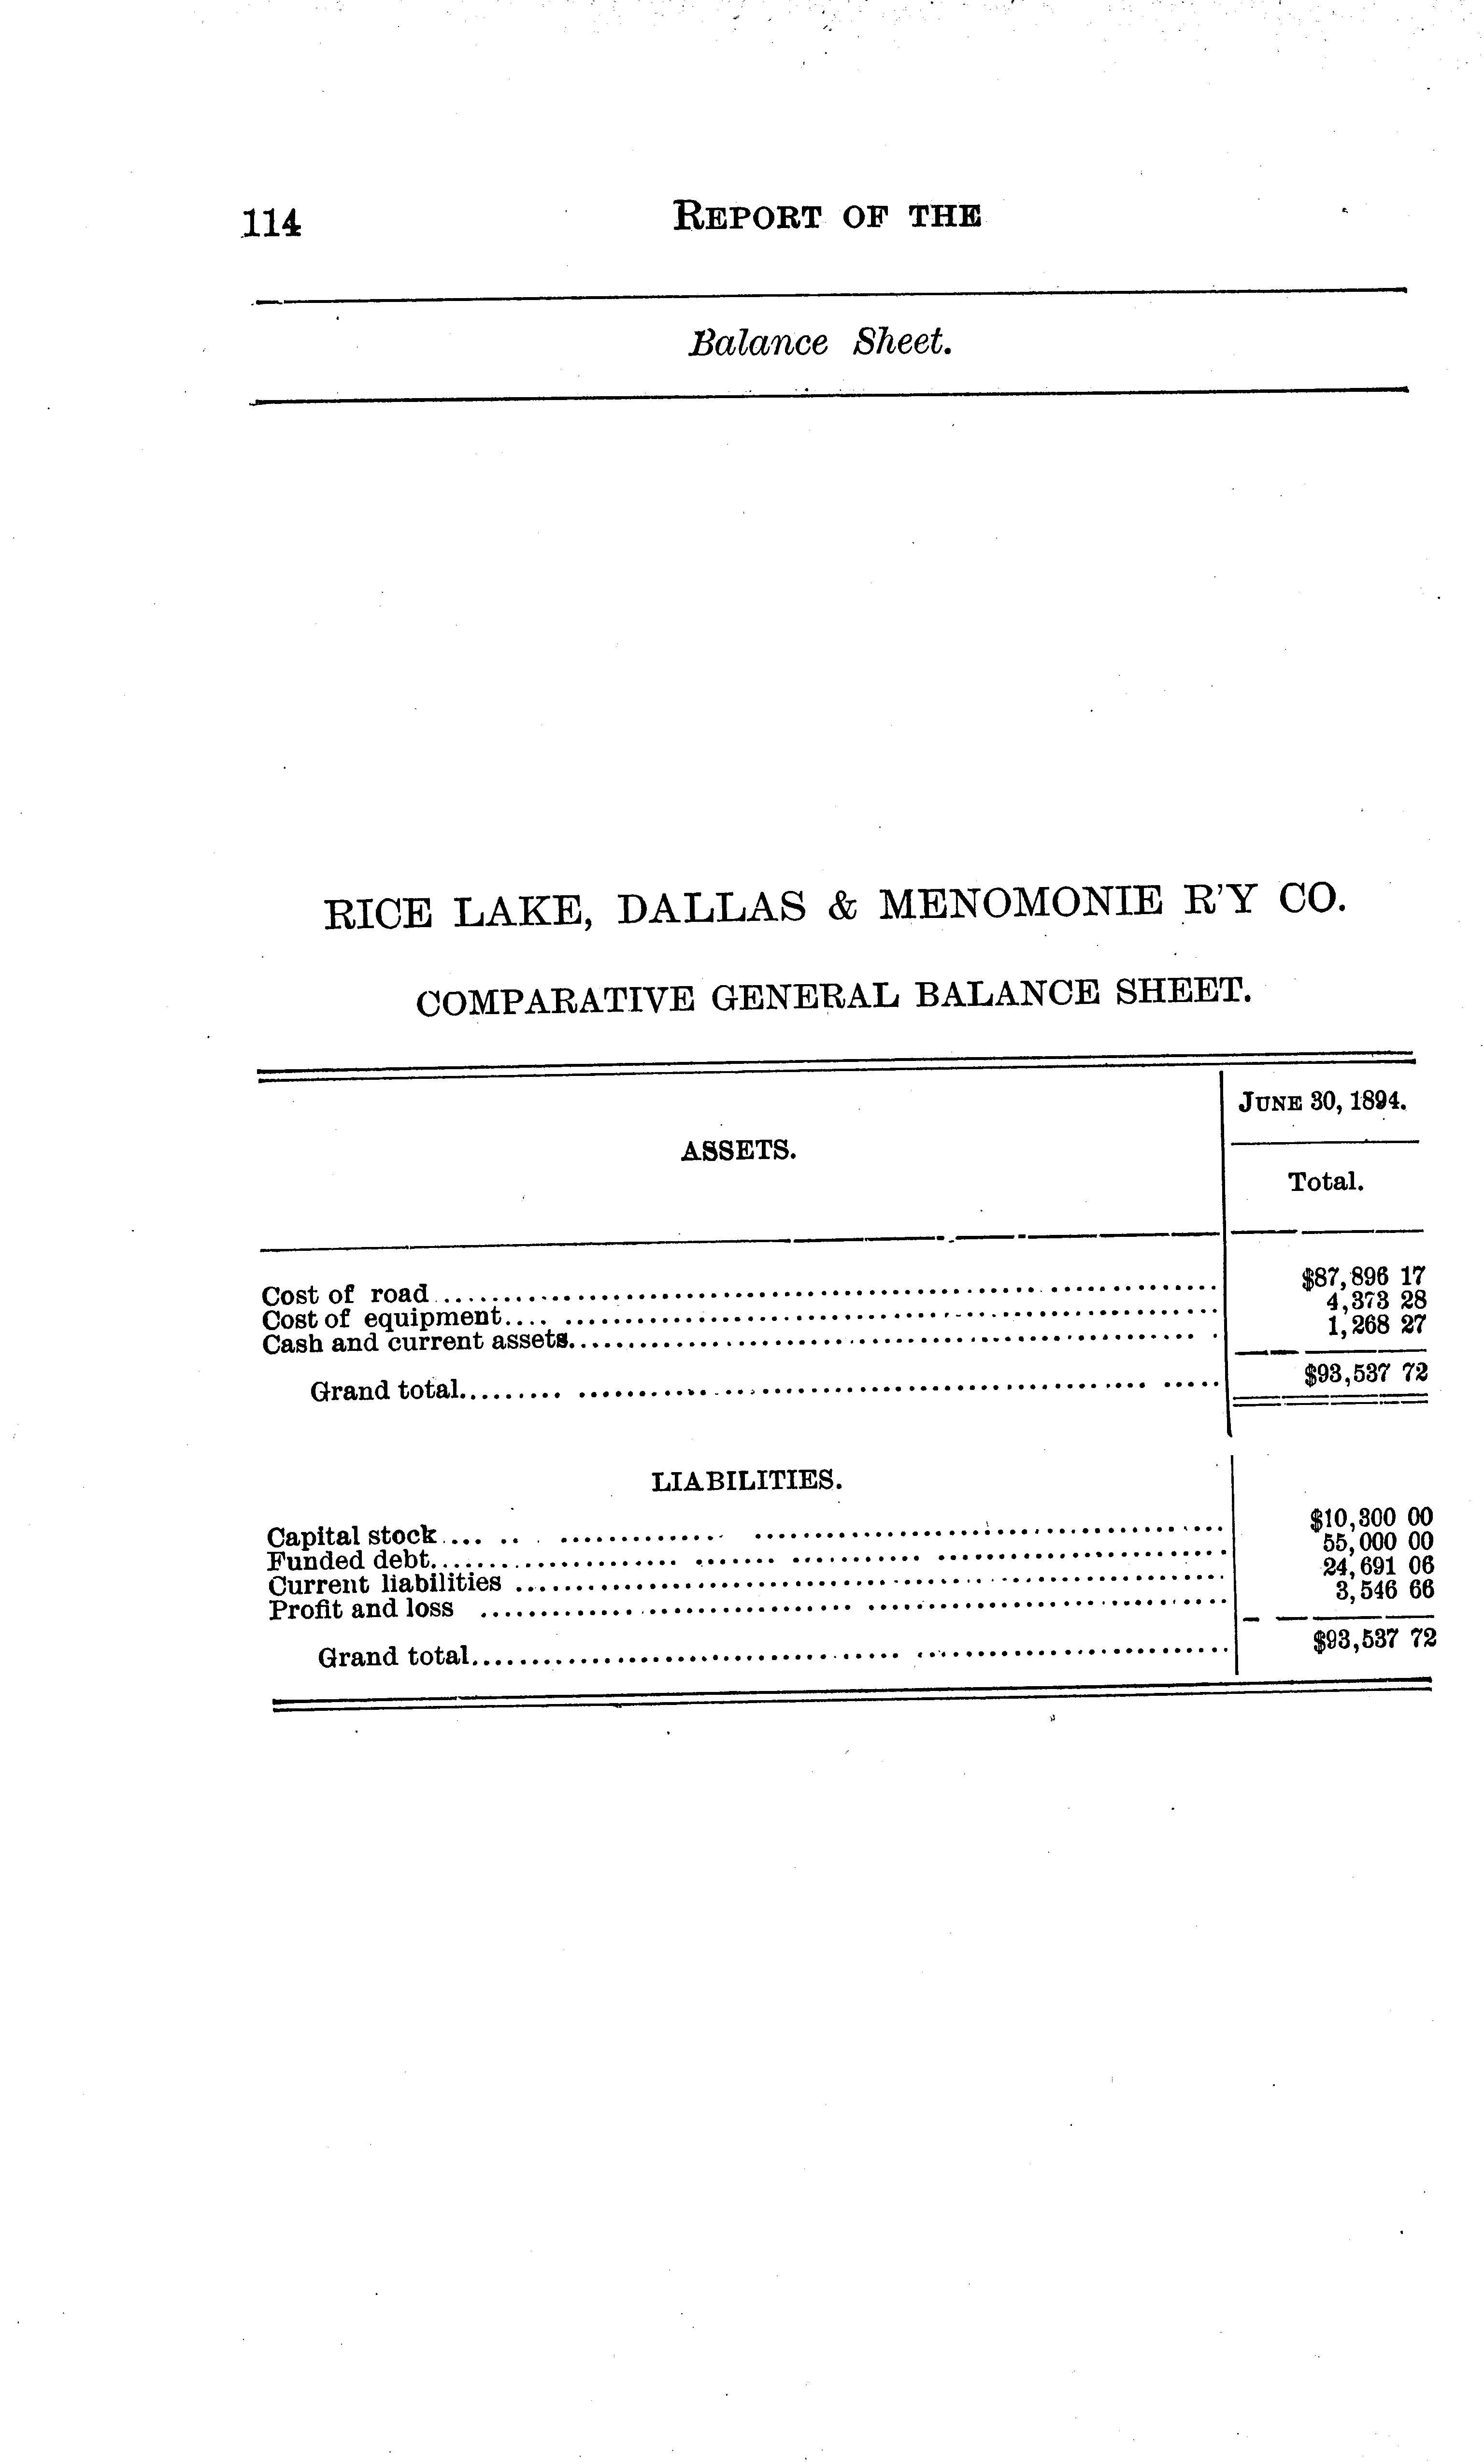 114 REPORT OF THE
Balance Sheet.
RICE LAKE, DALLAS & MENOMONIE R'Y CO.
COMPARATIVE GENERAL BALANCE SHEET.
JUNE 30, 1894.
ASSETS.
Total.
Cost of road $87,896 17
Cost of equipment 4,373 28
Cash and current assets 1,268 27
Grand total $93,537 72
LIABILITIES.
Capital stock $10,300 00
Funded debt 55,000 00
Current liabilities 24,691 06
Profit and loss 3,546 66
Grand total $93,537 72